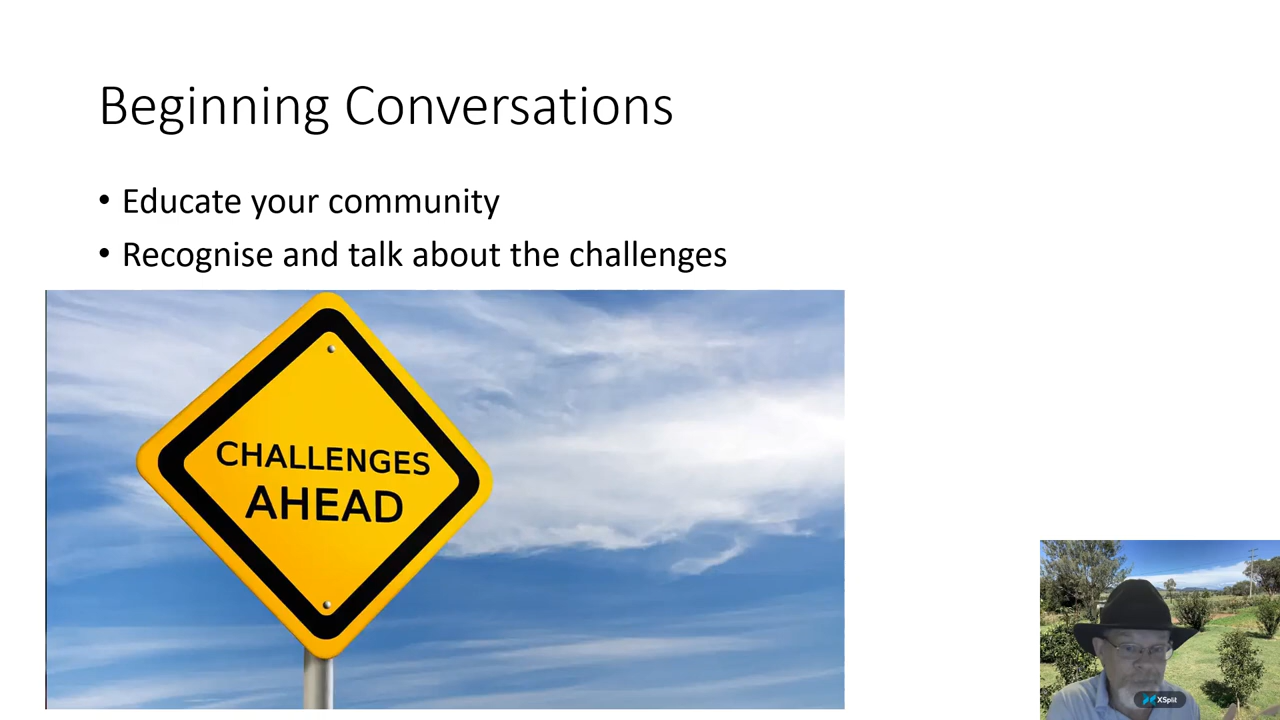 Beginning Conversations
• Educate your community
• Recognise and talk about the challenges
CHALLENGES
AHEAD
XSplit